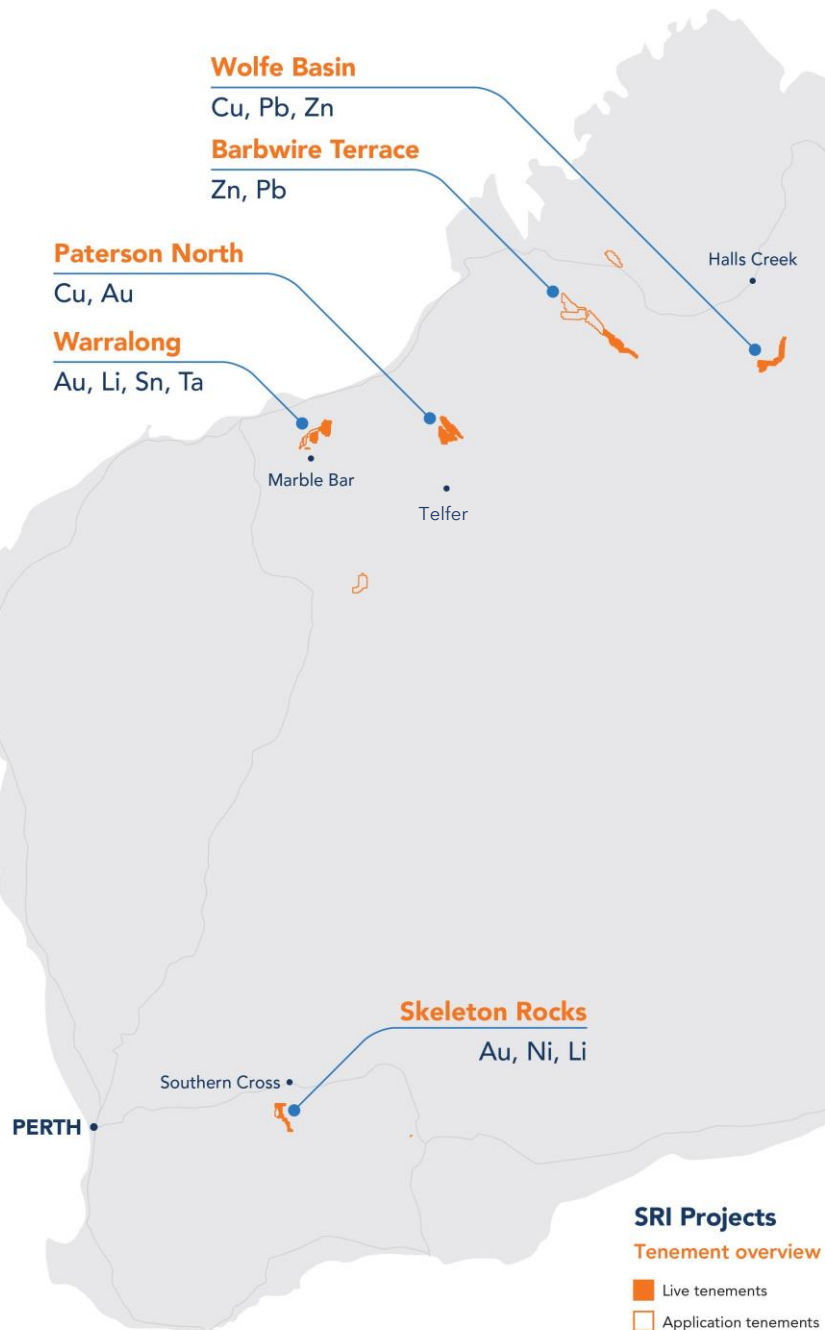 Wolfe Basin
Cu, Pb, Zn
Barbwire Terrace
Zn, Pb
Paterson North
Cu, Au
Halls Creek
Warralong
Au, Li, Sn, Ta
Marble Bar
Telfer
Skeleton Rocks
Au, Ni, Li
Southern Cross
PERTH
SRI Projects
Tenement overview
Live tenements
Application tenements